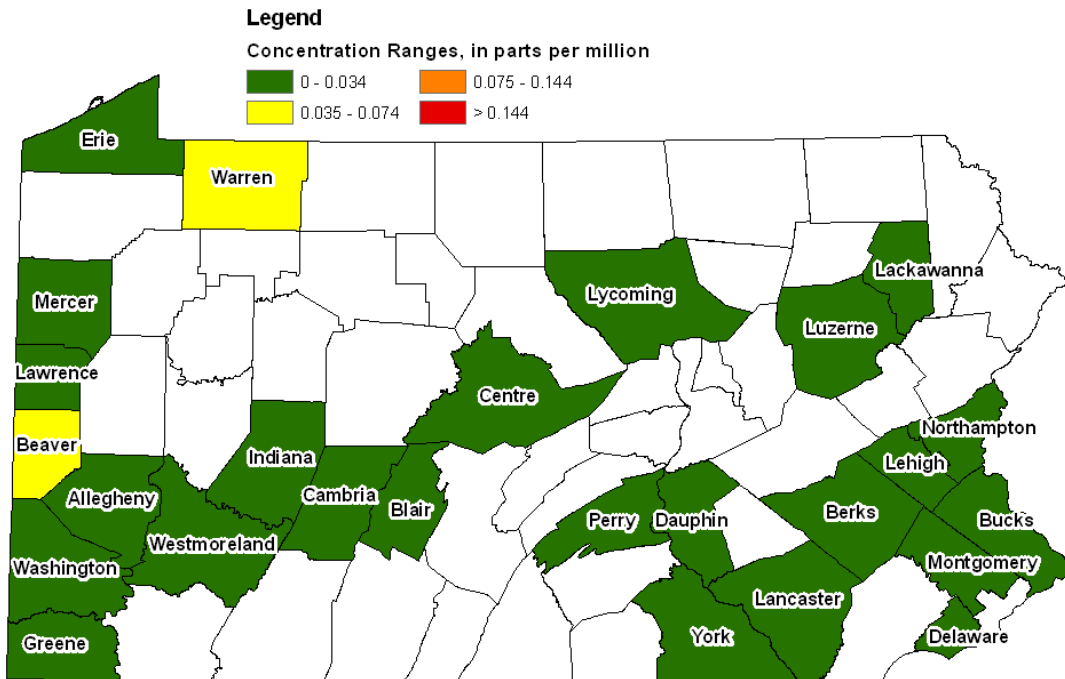 Legend
Concentration Ranges, in parts per million
0 - 0.034
0.075 - 0.144
0.035 - 0.074
> 0.144
Erie
Warren
Lackawanna
Mercer
Lycoming
Luzerne
Lawrence
Centre
Northampton
Beaver
Indiana
Lehigh
Allegheny
Cambria
Blair
Berks
Perry
Dauphin
Bucks
Westmoreland
Washington
Montgomery
Lancaster
York
Delaware
Greene